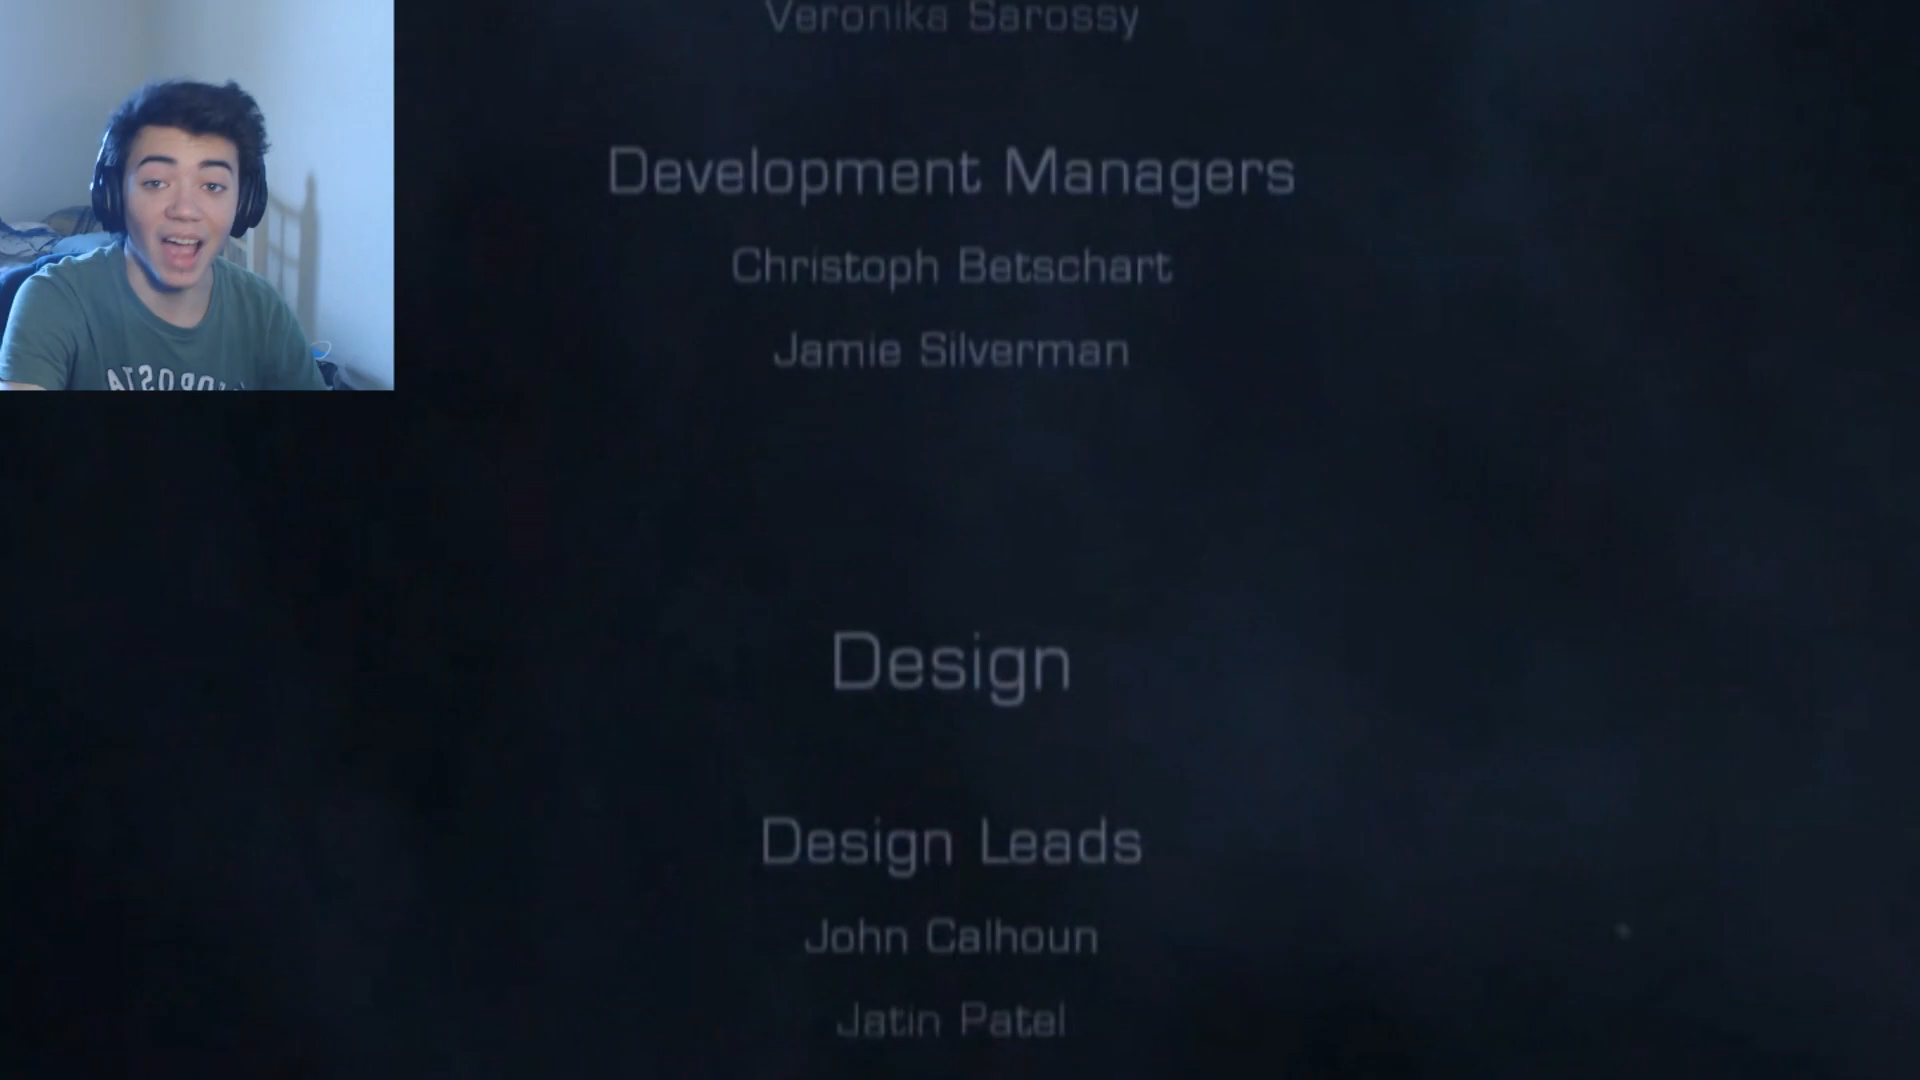 Veronika Sarossy
Development Managers
Christoph Betschart
Jamie Silverman
Design
Design Leads
John Calhoun
Jatin Patel